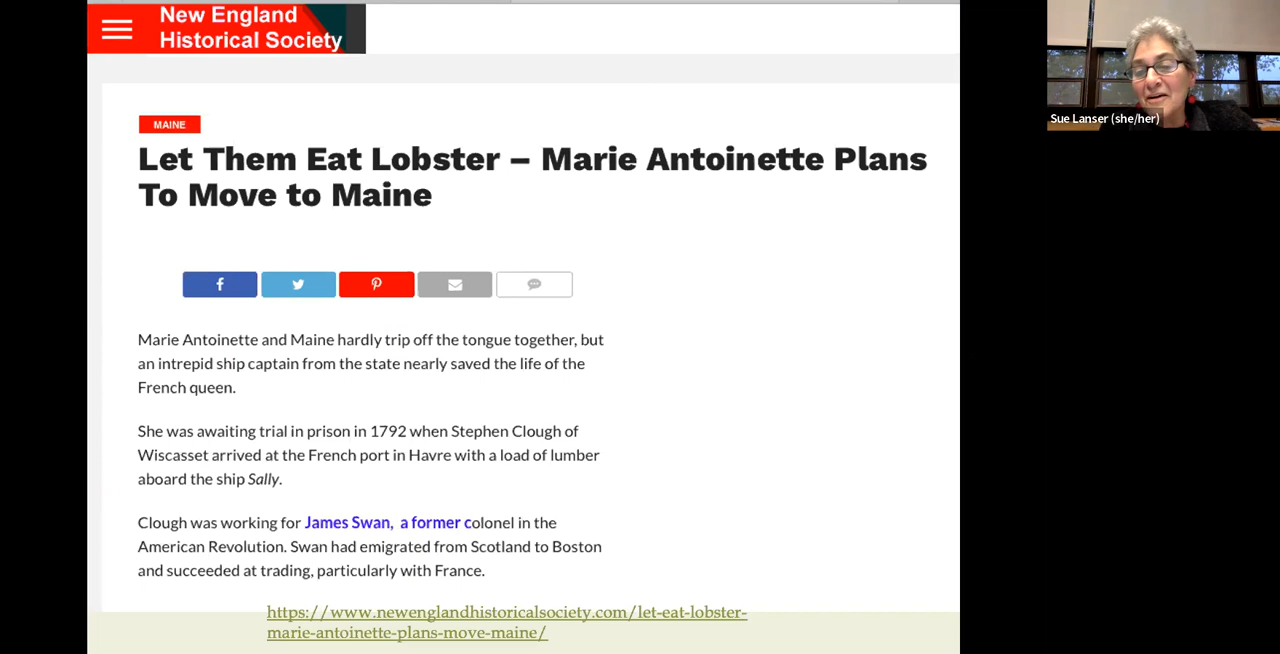 New England
Historical Society
Sue Lanser (she/her)
MAINE
Let Them Eat Lobster – Marie Antoinette Plans
To Move to Maine
Marie Antoinette and Maine hardly trip off the tongue together, but
an intrepid ship captain from the state nearly saved the life of the
French queen.
She was awaiting trial in prison in 1792 when Stephen Clough of
Wiscasset arrived at the French port in Havre with a load of lumber
aboard the ship Sally.
Clough was working for James Swan,  a former colonel in the
American Revolution. Swan had emigrated from Scotland to Boston
and succeeded at trading, particularly with France.
https://www.newenglandhistoricalsociety.com/let-eat-lobster-
marie-antoinette-plans-move-maine/